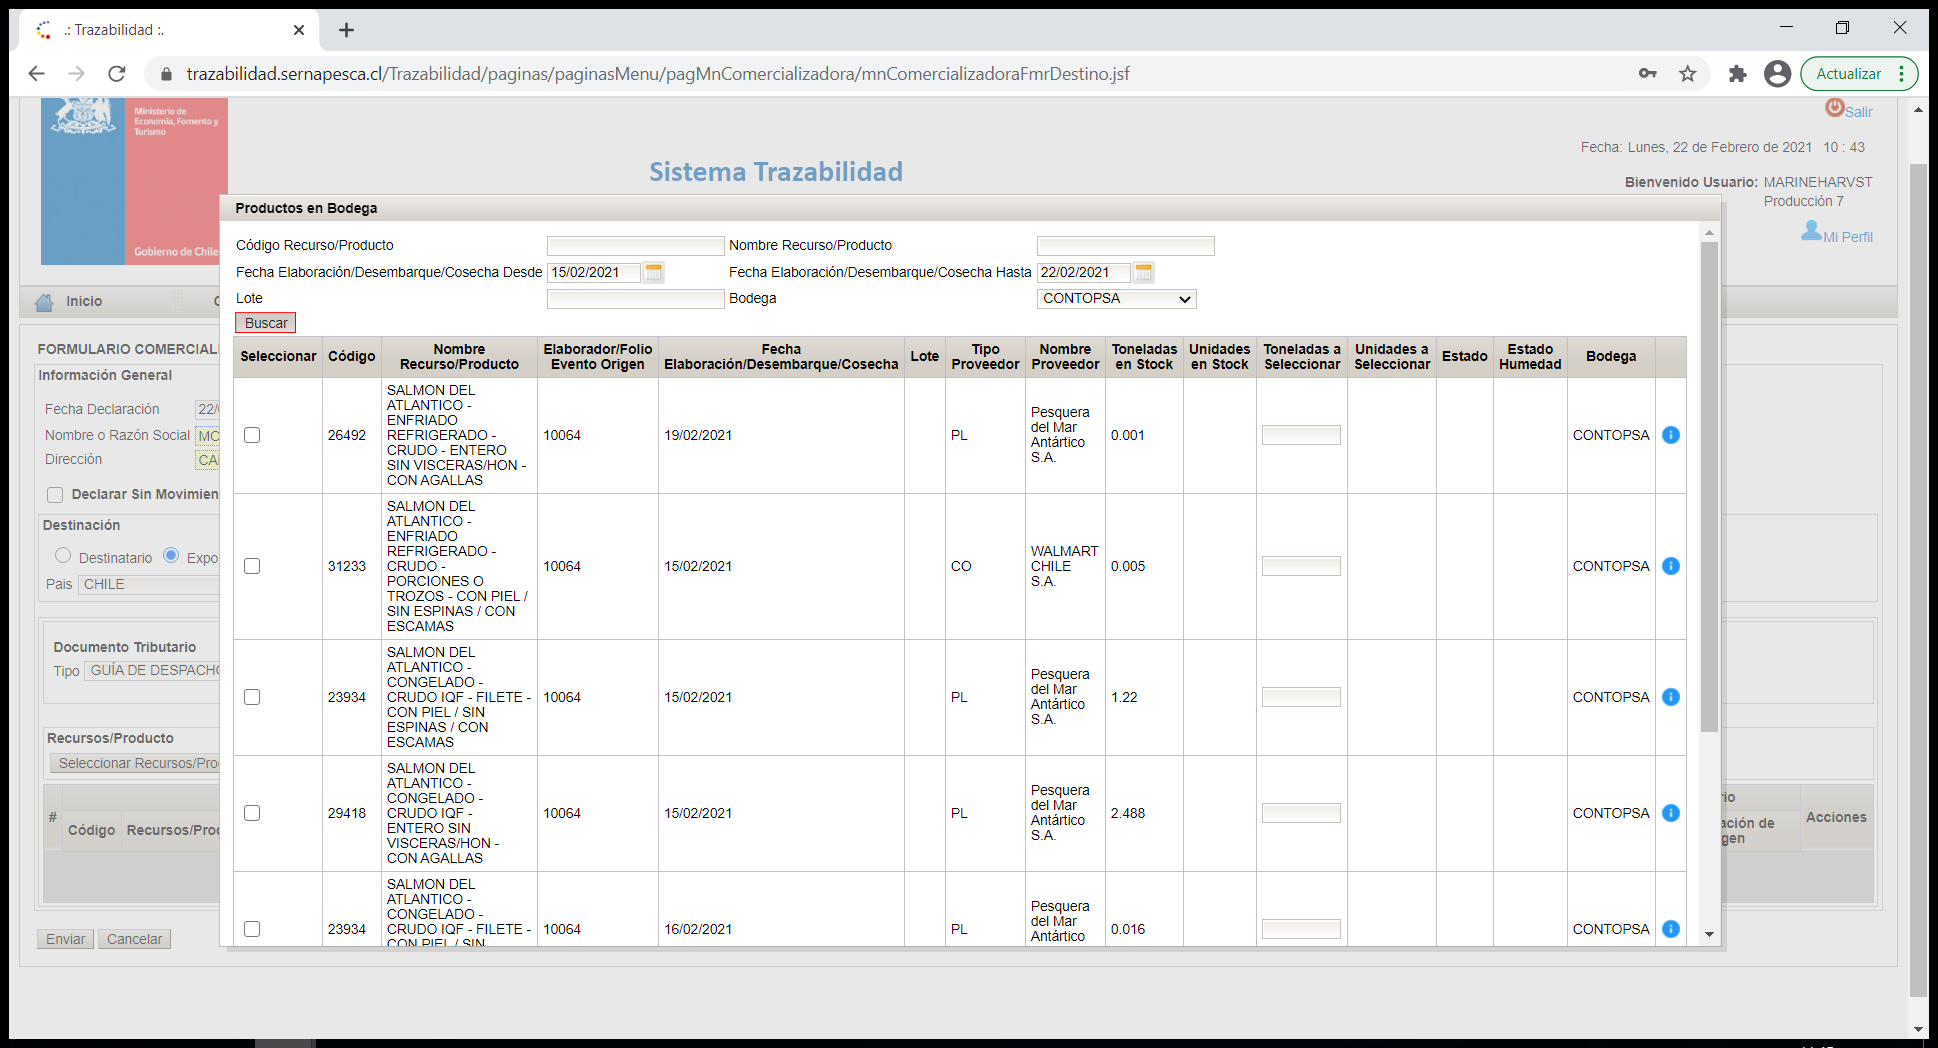 .: Trazabilidad :.
trazabilidad.sernapesca.cl/Trazabilidad/paginas/paginasMenu/pagMnComercializadora/mnComercializadoraFmrDestino.jsf
Actualizar
Ministerio de
Economía, Fomento y
Turismo
Gobierno de Chile
Salir
Fecha: Lunes, 22 de Febrero de 2021 10 : 43
Sistema Trazabilidad
Bienvenido Usuario: MARINEHARVST
Producción 7
Mi Perfil
Inicio
Productos en Bodega
Código Recurso/Producto
Nombre Recurso/Producto
Fecha Elaboración/Desembarque/Cosecha Desde 15/02/2021
Fecha Elaboración/Desembarque/Cosecha Hasta 22/02/2021
Lote
Bodega CONTOPSA
Buscar
Seleccionar Código Nombre Recurso/Producto Elaborador/Folio Evento Origen Fecha Elaboración/Desembarque/Cosecha Lote Tipo Proveedor Nombre Proveedor Toneladas en Stock Unidades en Stock Toneladas a Seleccionar Unidades a Seleccionar Estado Estado Humedad Bodega
26492 SALMON DEL ATLANTICO - ENFRIADO REFRIGERADO - CRUDO - ENTERO SIN VISCERAS/HON - CON AGALLAS 10064 19/02/2021 PL Pesquera del Mar Antártico S.A. 0.001 CONTOPSA
31233 SALMON DEL ATLANTICO - ENFRIADO REFRIGERADO - CRUDO - PORCIONES O TROZOS - CON PIEL / SIN ESPINAS / CON ESCAMAS 10064 15/02/2021 CO WALMART CHILE S.A. 0.005 CONTOPSA
23934 SALMON DEL ATLANTICO - CONGELADO - CRUDO IQF - FILETE - CON PIEL / SIN ESPINAS / CON ESCAMAS 10064 15/02/2021 PL Pesquera del Mar Antártico S.A. 1.22 CONTOPSA
29418 SALMON DEL ATLANTICO - CONGELADO - CRUDO IQF - ENTERO SIN VISCERAS/HON - CON AGALLAS 10064 15/02/2021 PL Pesquera del Mar Antártico S.A. 2.488 CONTOPSA
23934 SALMON DEL ATLANTICO - CONGELADO - CRUDO IQF - FILETE - CON PIEL / SIN 10064 16/02/2021 PL Pesquera del Mar Antártico 0.016 CONTOPSA
FORMULARIO COMERCIAL
Información General
Fecha Declaración 22/
Nombre o Razón Social MO
Dirección CA
Declarar Sin Movimien
Destinación
Destinatario Expo
Pais CHILE
Documento Tributario
Tipo GUÍA DE DESPACHO
Recursos/Producto
Seleccionar Recursos/Pro
# Código Recursos/Pro
rio
ación de
gen
Acciones
Enviar Cancelar